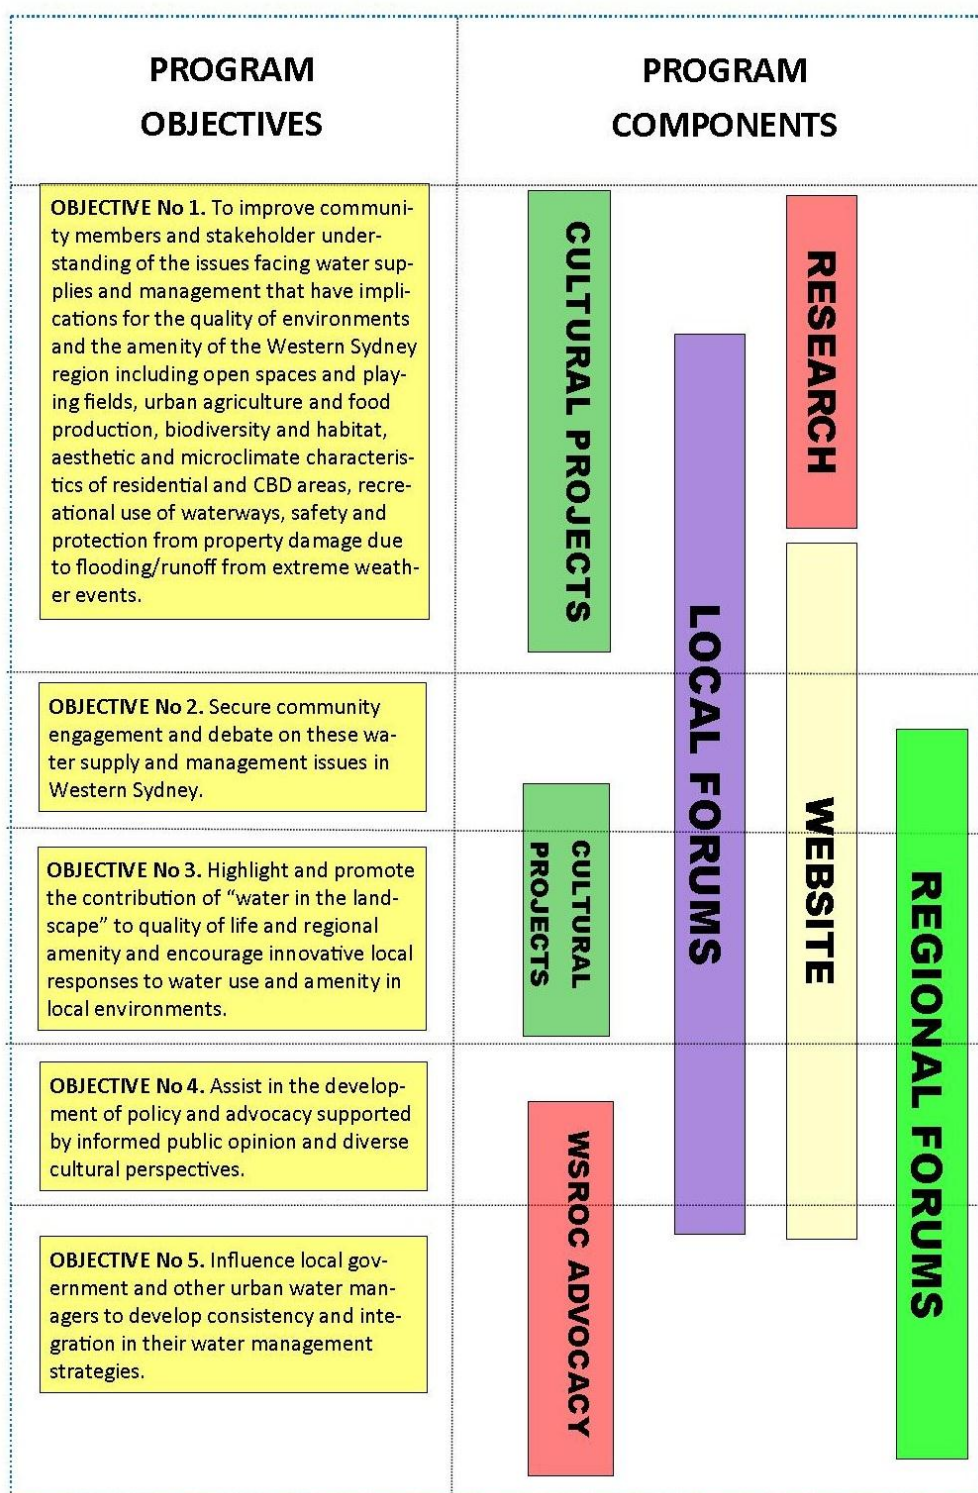 PROGRAM
OBJECTIVES
PROGRAM
COMPONENTS
OBJECTIVE No 1. To improve communi-
ty members and stakeholder under-
standing of the issues facing water sup-
plies and management that have impli-
cations for the quality of environments
and the amenity of the Western Sydney
region including open spaces and play-
ing fields, urban agriculture and food
production, biodiversity and habitat,
aesthetic and microclimate characteris-
tics of residential and CBD areas, recre-
ational use of waterways, safety and
protection from property damage due
to flooding/runoff from extreme weath-
er events.
OBJECTIVE No 2. Secure community
engagement and debate on these wa-
ter supply and management issues in
Western Sydney.
OBJECTIVE No 3. Highlight and promote
the contribution of “water in the land-
scape” to quality of life and regional
amenity and encourage innovative local
responses to water use and amenity in
local environments.
OBJECTIVE No 4. Assist in the develop-
ment of policy and advocacy supported
by informed public opinion and diverse
cultural perspectives.
OBJECTIVE No 5. Influence local gov-
ernment and other urban water man-
agers to develop consistency and inte-
gration in their water management
strategies.
CULTURAL PROJECTS
CULTURAL
PROJECTS
WSROC ADVOCACY
LOCAL FORUMS
RESEARCH
WEBSITE
REGIONAL FORUMS